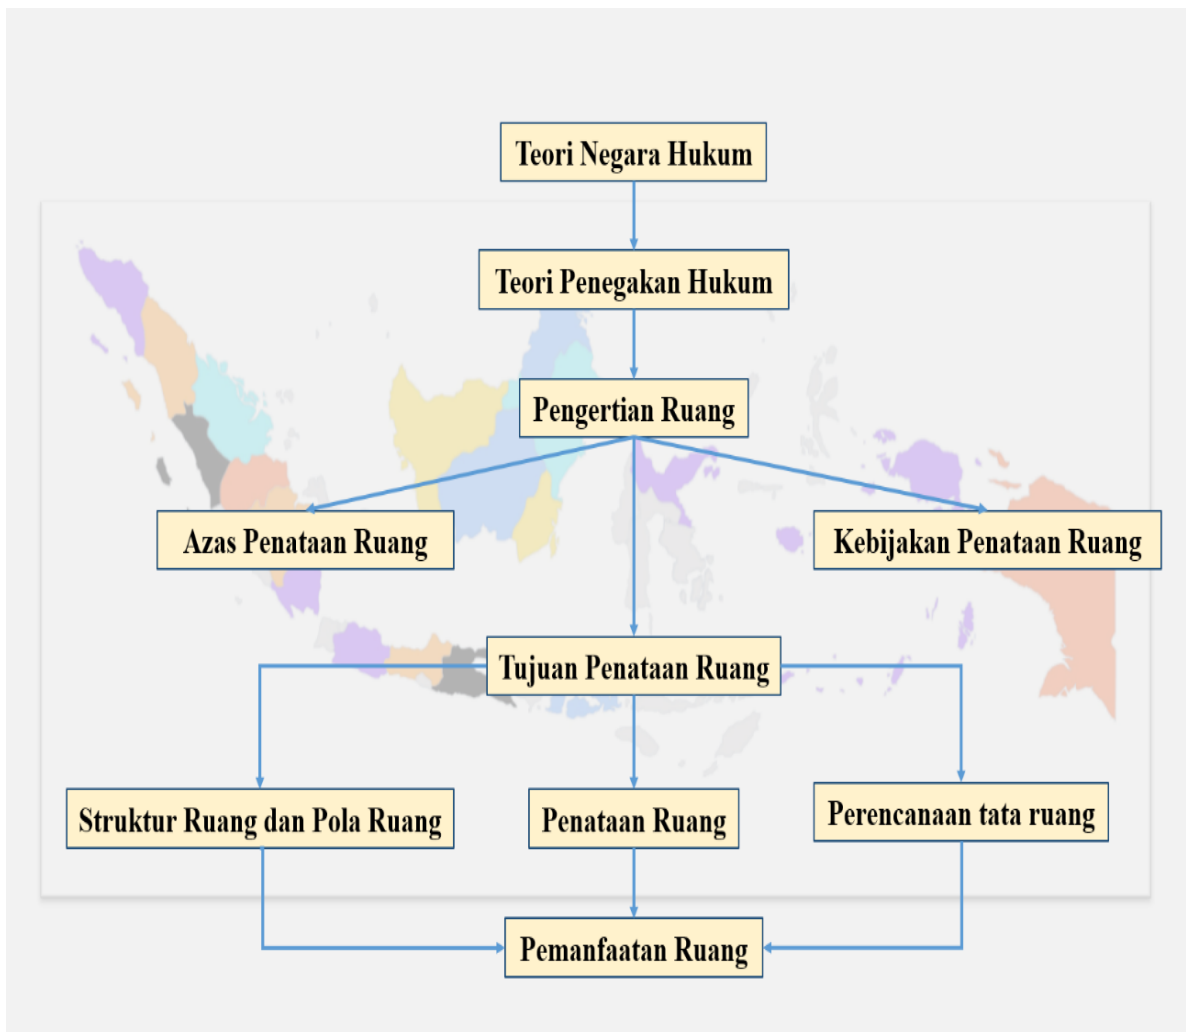 Teori Negara Hukum
Teori Penegakan Hukum
Pengertian Ruang
Azas Penataan Ruang
Kebijakan Penataan Ruang
Tujuan Penataan Ruang
Struktur Ruang dan Pola Ruang
Penataan Ruang
Perencanaan tata ruang
Pemanfaatan Ruang